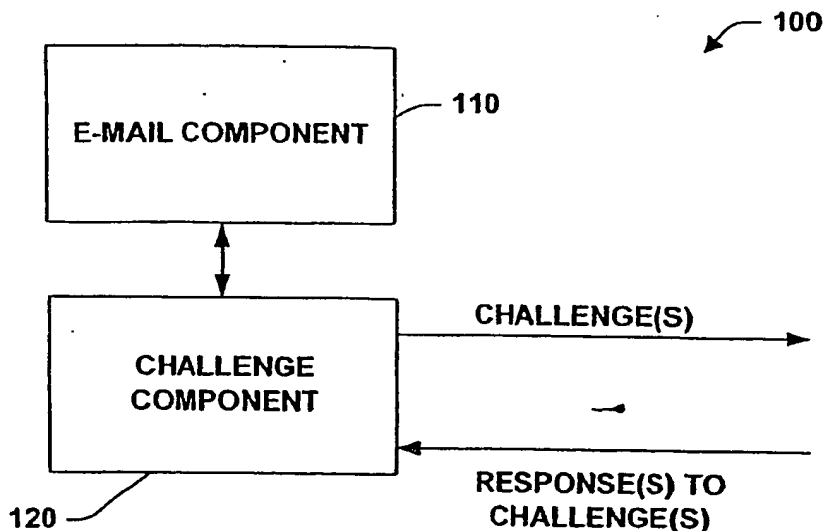 100
E-MAIL COMPONENT
110
CHALLENGE(S)
CHALLENGE
COMPONENT
RESPONSE(S) TO
CHALLENGE(S)
120